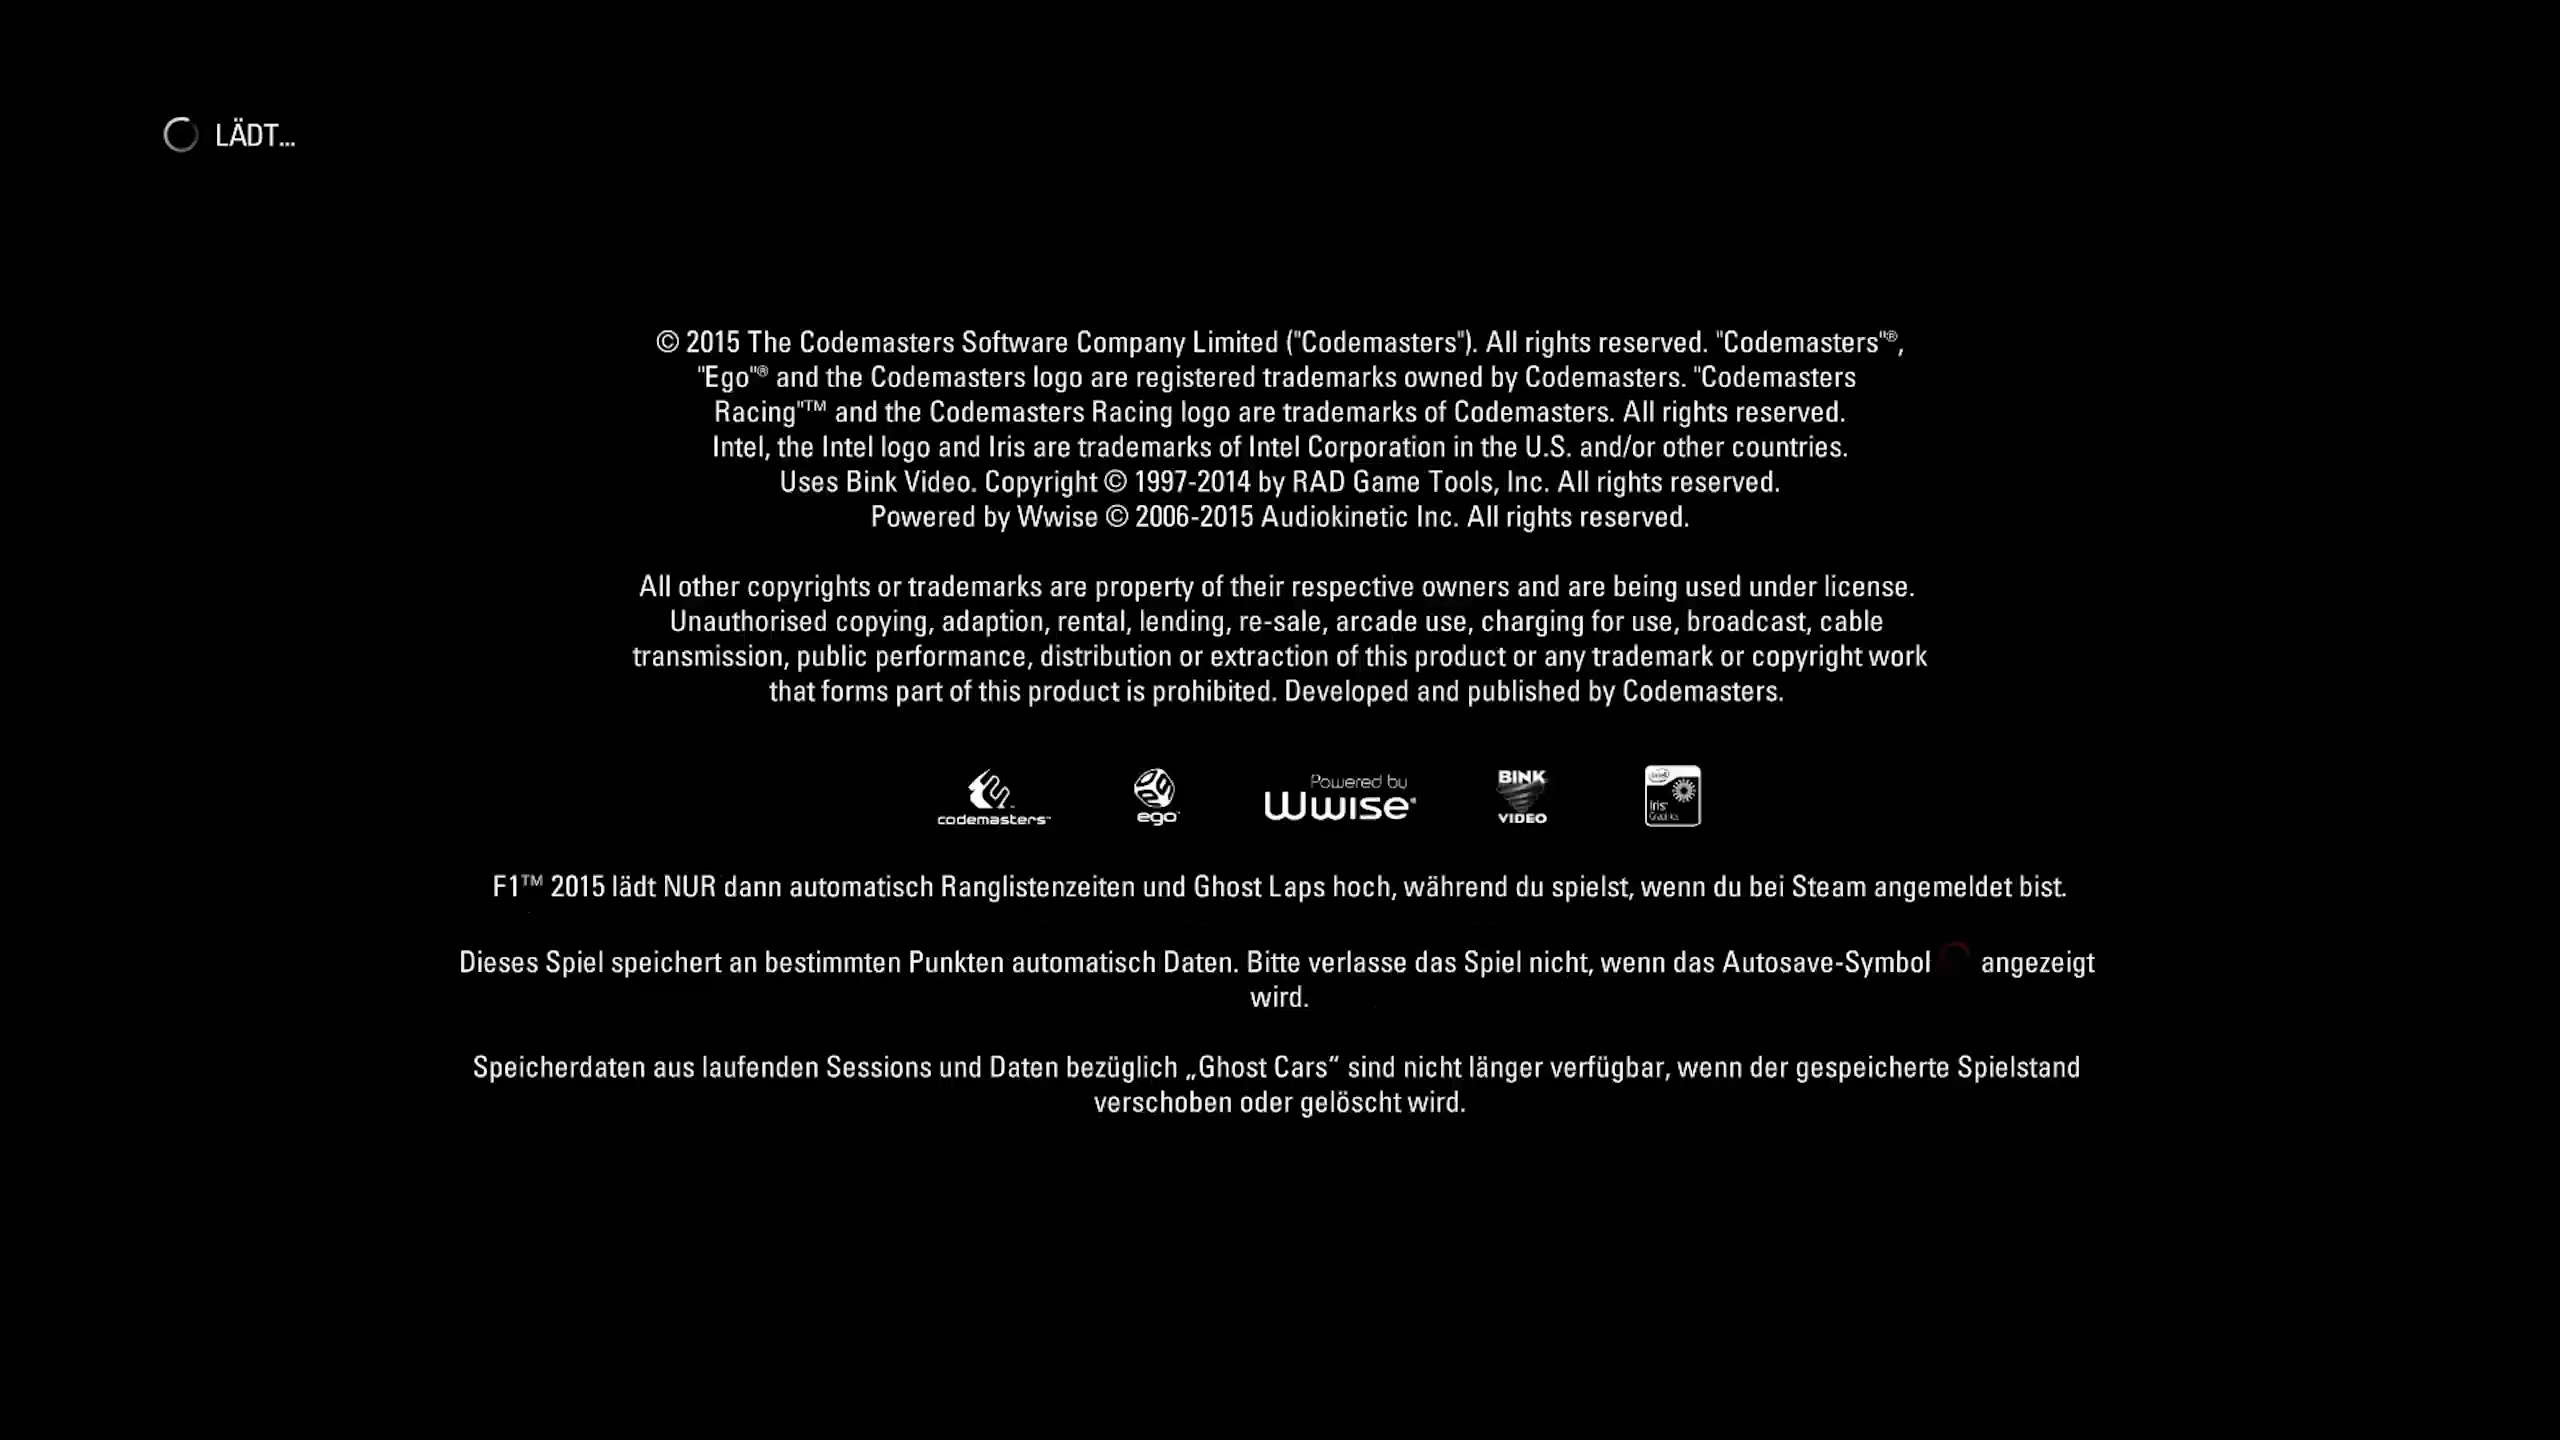 LÄDT...
© 2015 The Codemasters Software Company Limited ("Codemasters"). All rights reserved. "Codemasters"®,
"Ego"® and the Codemasters logo are registered trademarks owned by Codemasters. "Codemasters
Racing"™ and the Codemasters Racing logo are trademarks of Codemasters. All rights reserved.
Intel, the Intel logo and Iris are trademarks of Intel Corporation in the U.S. and/or other countries.
Uses Bink Video. Copyright © 1997-2014 by RAD Game Tools, Inc. All rights reserved.
Powered by Wwise © 2006-2015 Audiokinetic Inc. All rights reserved.
All other copyrights or trademarks are property of their respective owners and are being used under license.
Unauthorised copying, adaption, rental, lending, re-sale, arcade use, charging for use, broadcast, cable
transmission, public performance, distribution or extraction of this product or any trademark or copyright work
that forms part of this product is prohibited. Developed and published by Codemasters.
codemasters™
ego™
Powered by
Wwise®
BINK
VIDEO
intel
Iris™
Graphics
F1™ 2015 lädt NUR dann automatisch Ranglistenzeiten und Ghost Laps hoch, während du spielst, wenn du bei Steam angemeldet bist.
Dieses Spiel speichert an bestimmten Punkten automatisch Daten. Bitte verlasse das Spiel nicht, wenn das Autosave-Symbol angezeigt
wird.
Speicherdaten aus laufenden Sessions und Daten bezüglich „Ghost Cars“ sind nicht länger verfügbar, wenn der gespeicherte Spielstand
verschoben oder gelöscht wird.